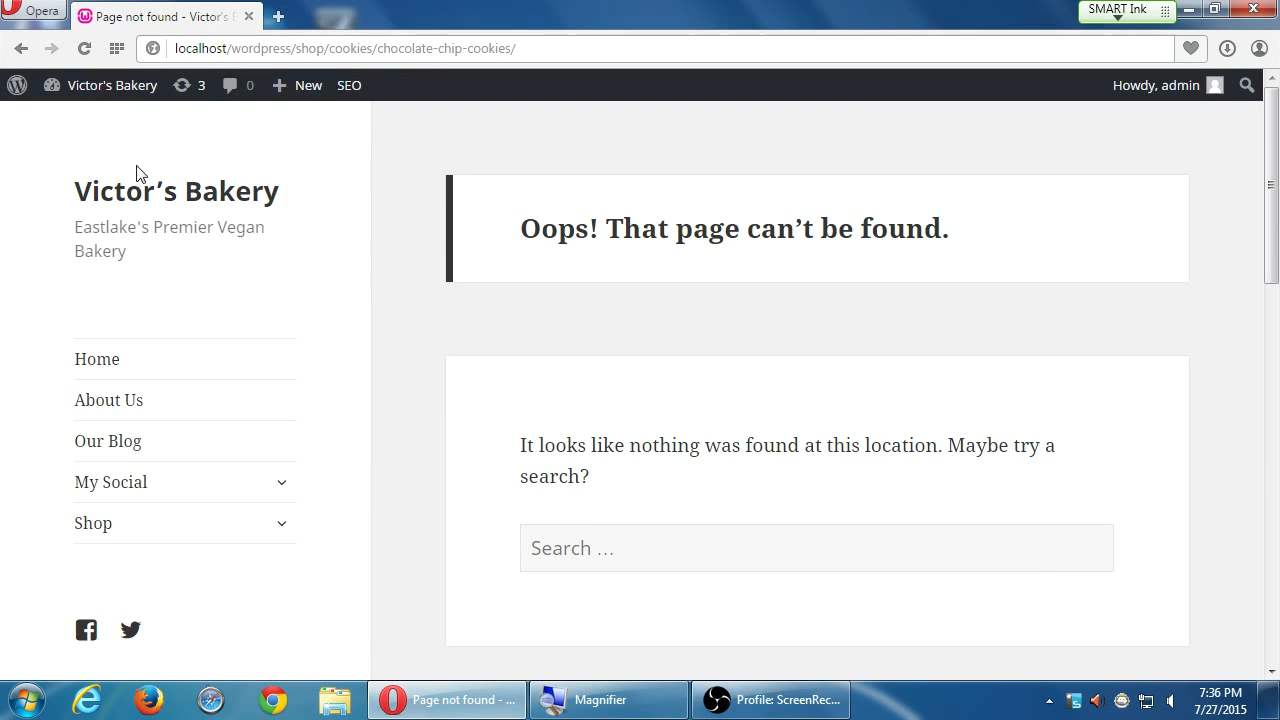 Opera
Page not found - Victor's B
SMART Ink
localhost/wordpress/shop/cookies/chocolate-chip-cookies/
Victor's Bakery
3
0
New
SEO
Howdy, admin
Victor’s Bakery
Eastlake's Premier Vegan
Bakery
Home
About Us
Our Blog
My Social
Shop
Oops! That page can’t be found.
It looks like nothing was found at this location. Maybe try a
search?
Search …
Page not found - ...
Magnifier
Profile: ScreenRec...
7:36 PM
7/27/2015